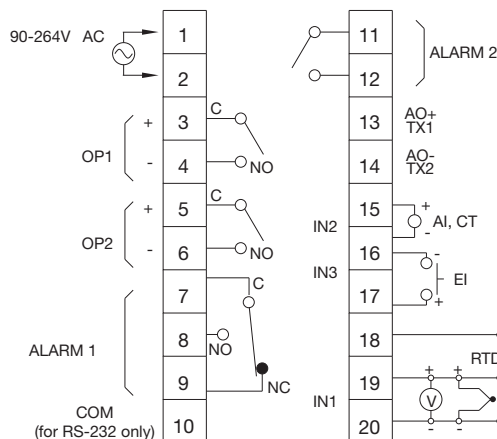 90-264V AC
1
2
OP1
+
-
3
4
C
NO
OP2
+
-
5
6
C
NO
ALARM 1
7
8
9
C
NO
NC
COM
(for RS-232 only)
10
11
12
ALARM 2
13
AO+
TX1
14
AO-
TX2
IN2
15
+
-
AI, CT
IN3
16
17
-
+
EI
18
RTD
IN1
19
20
+
V
-
+
-